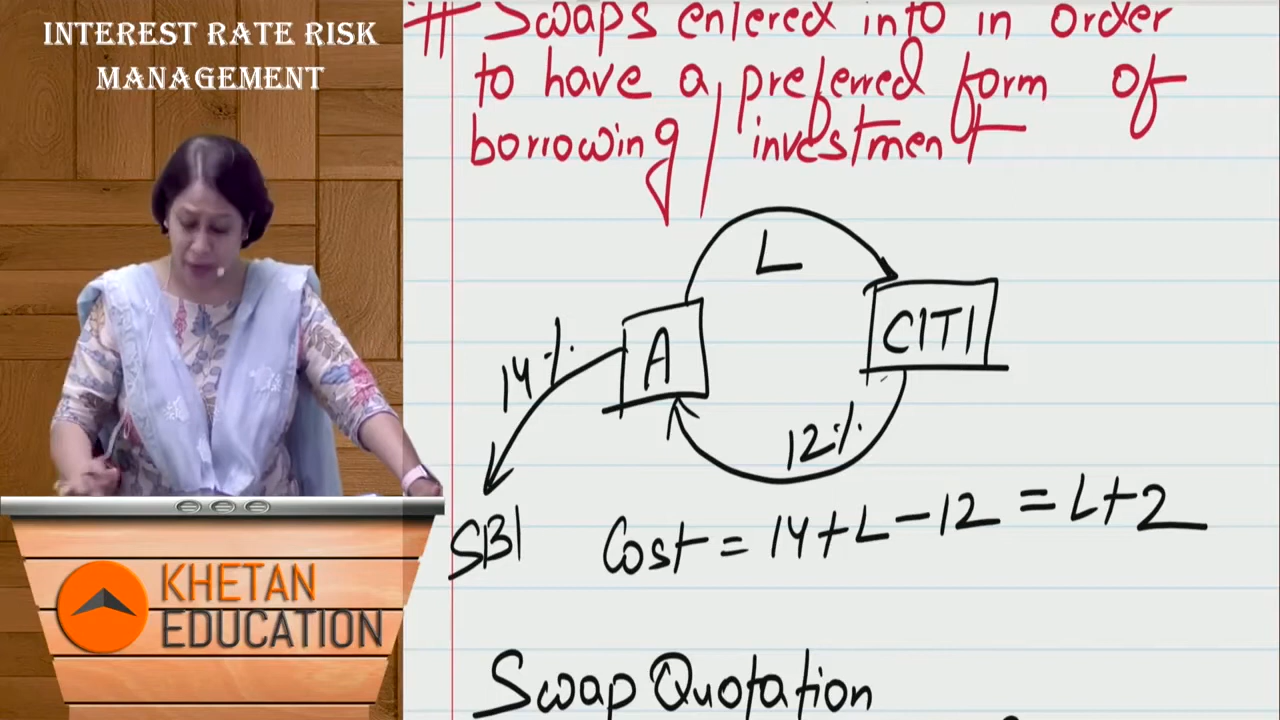 INTEREST RATE RISK
MANAGEMENT
# Swaps entered into in order
to have a preferred form of
borrowing / investment
L
A
CITI
14%
12%
SBI
Cost = 14 + L - 12 = L + 2
Swap Quotation
KHETAN
EDUCATION